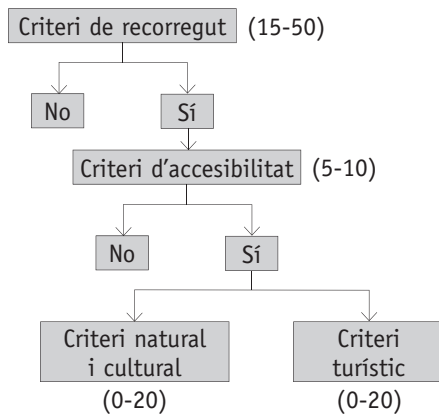 Criteri de recorregut (15-50)
No Sí
Criteri d'accesibilitat (5-10)
No Sí
Criteri natural
i cultural
(0-20)
Criteri
turístic
(0-20)